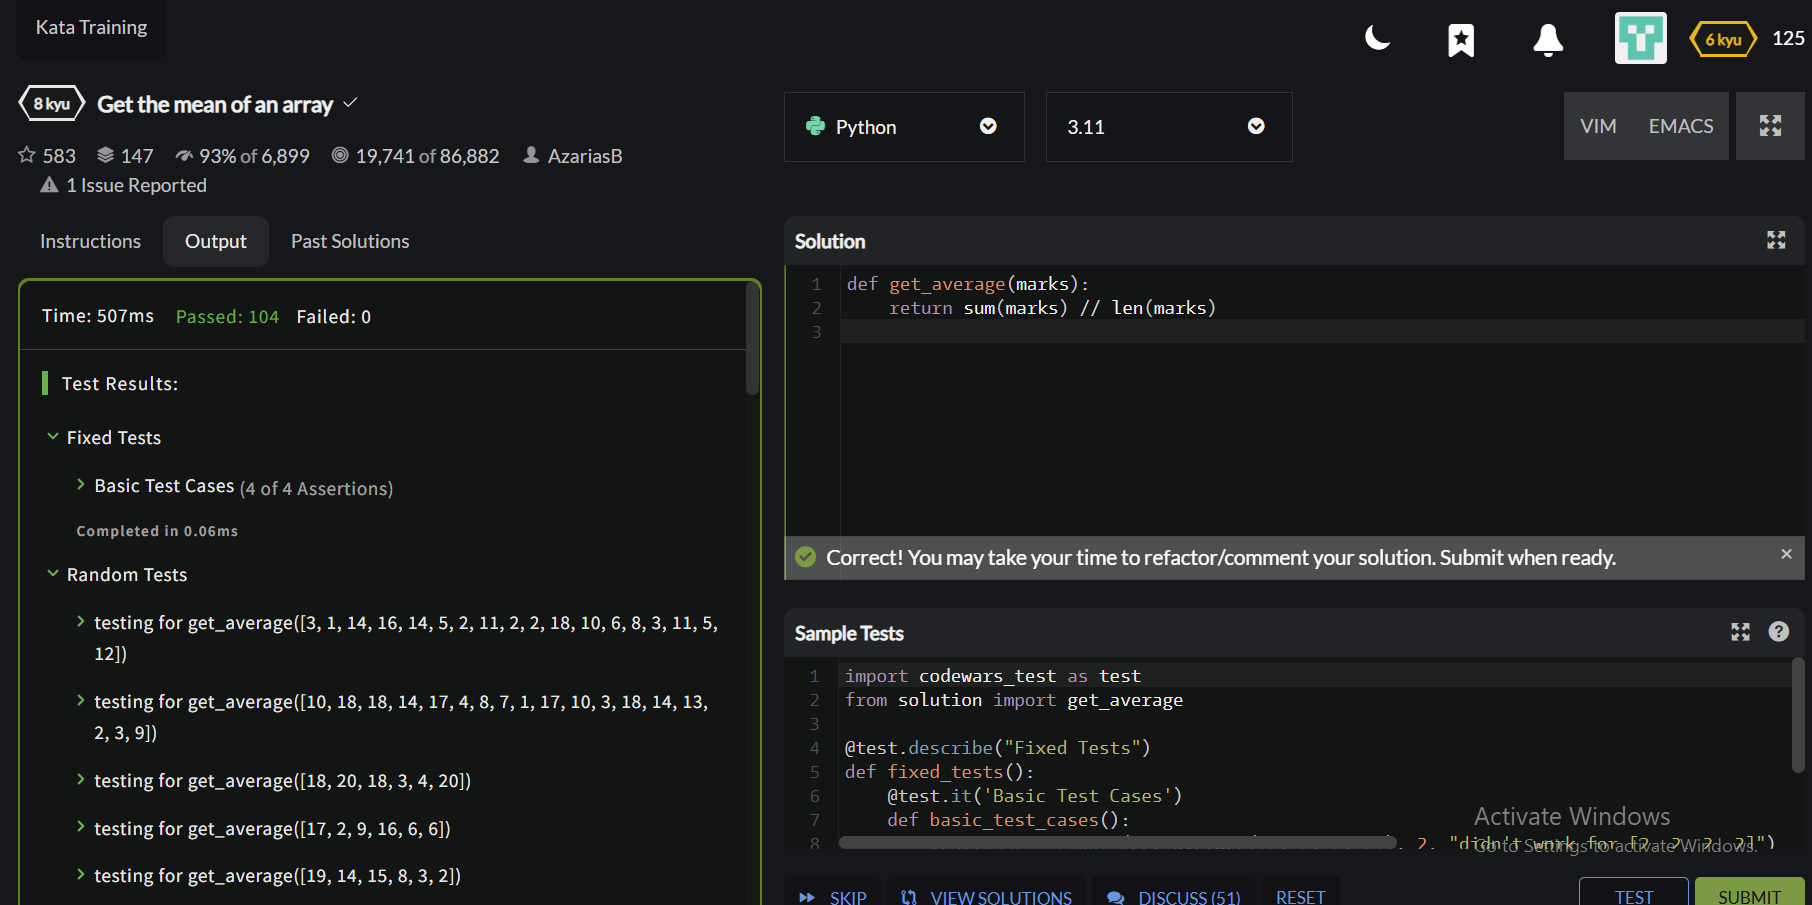 Kata Training
6 kyu 125
8 kyu Get the mean of an array
583 147 93% of 6,899 19,741 of 86,882 AzariasB
1 Issue Reported
Instructions Output Past Solutions
Time: 507ms Passed: 104 Failed: 0
Test Results:
Fixed Tests
Basic Test Cases (4 of 4 Assertions)
Completed in 0.06ms
Random Tests
testing for get_average([3, 1, 14, 16, 14, 5, 2, 11, 2, 2, 18, 10, 6, 8, 3, 11, 5,
12])
testing for get_average([10, 18, 18, 14, 17, 4, 8, 7, 1, 17, 10, 3, 18, 14, 13,
2, 3, 9])
testing for get_average([18, 20, 18, 3, 4, 20])
testing for get_average([17, 2, 9, 16, 6, 6])
testing for get_average([19, 14, 15, 8, 3, 2])
Python 3.11 VIM EMACS
Solution
1 def get_average(marks):
2 return sum(marks) // len(marks)
3
Correct! You may take your time to refactor/comment your solution. Submit when ready.
Sample Tests
1 import codewars_test as test
2 from solution import get_average
3
4 @test.describe("Fixed Tests")
5 def fixed_tests():
6 @test.it('Basic Test Cases')
7 def basic_test_cases():
8 2, "didn't work for [2, 2, 2, 2]")
Activate Windows
Go to Settings to activate Windows.
SKIP VIEW SOLUTIONS DISCUSS (51) RESET TEST SUBMIT